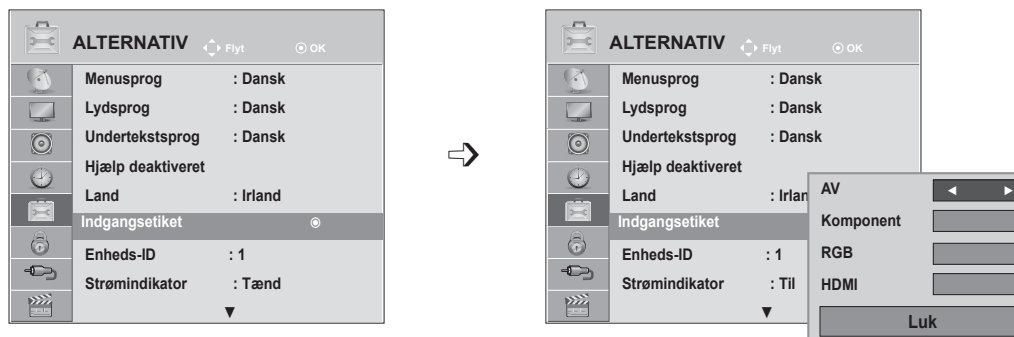 ALTERNATIV Flyt OK
Menusprog : Dansk
Lydsprog : Dansk
Undertekstsprog : Dansk
Hjælp deaktiveret
Land : Irland
Indgangsetiket
Enheds-ID : 1
Strømindikator : Tænd
ALTERNATIV Flyt OK
Menusprog : Dansk
Lydsprog : Dansk
Undertekstsprog : Dansk
Hjælp deaktiveret
Land : Irlan
Indgangsetiket
Enheds-ID : 1
Strømindikator : Til
AV
Komponent
RGB
HDMI
Luk